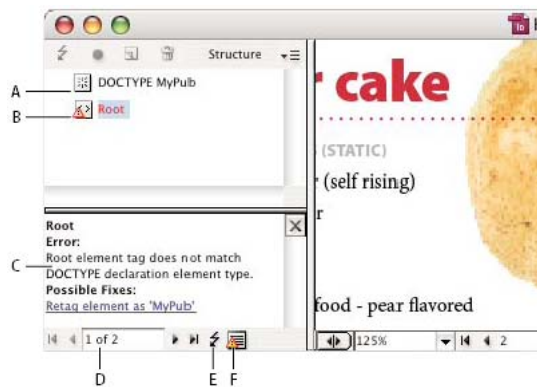 Structure
A
DOCTYPE MyPub
B
Root
Root
Error:
C
Root element tag does not match
DOCTYPE declaration element type.
Possible Fixes:
Retag element as 'MyPub'
1 of 2
D
E
F
r cake
(STATIC)
r (self rising)
r
food - pear flavored
125%
2